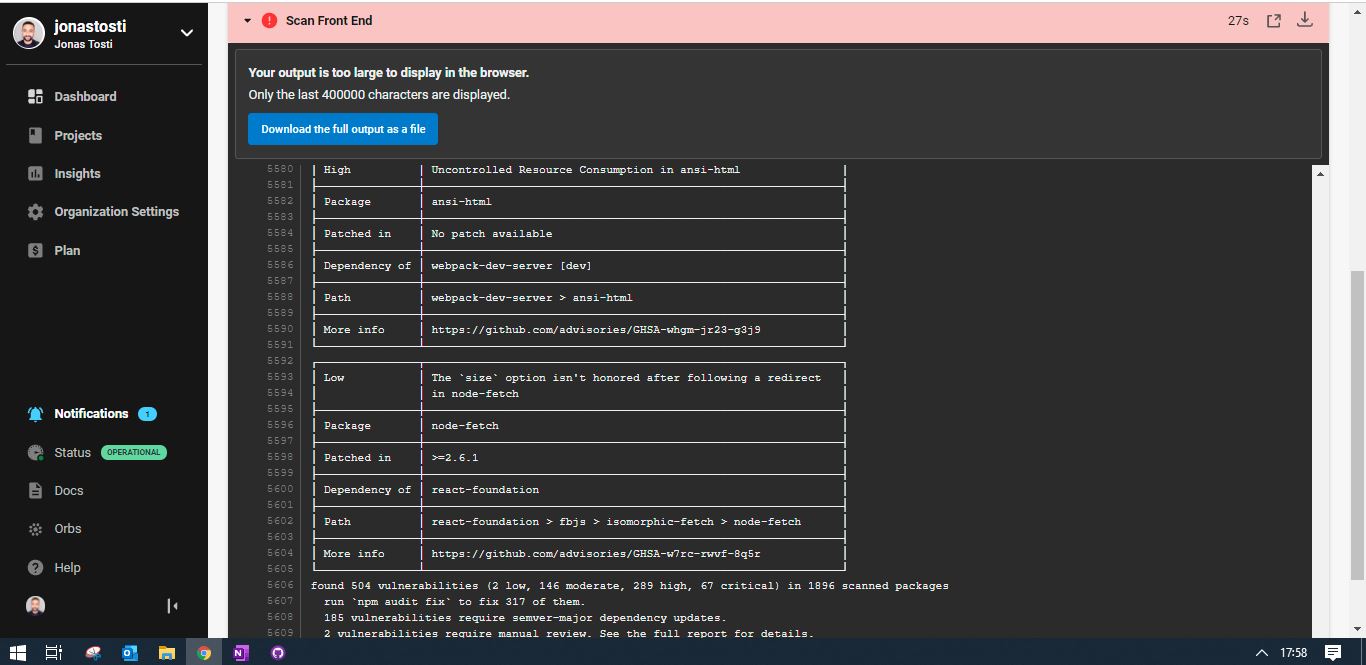 jonastosti
Jonas Tosti
Dashboard
Projects
Insights
Organization Settings
$ Plan
Notifications 1
Status OPERATIONAL
Docs
Orbs
? Help
! Scan Front End 27s
Your output is too large to display in the browser.
Only the last 400000 characters are displayed.
Download the full output as a file
5580 High Uncontrolled Resource Consumption in ansi-html
5581
5582 Package ansi-html
5583
5584 Patched in No patch available
5585
5586 Dependency of webpack-dev-server [dev]
5587
5588 Path webpack-dev-server > ansi-html
5589
5590 More info https://github.com/advisories/GHSA-whgm-jr23-g3j9
5591
5592
5593 Low The `size` option isn't honored after following a redirect
5594 in node-fetch
5595
5596 Package node-fetch
5597
5598 Patched in >=2.6.1
5599
5600 Dependency of react-foundation
5601
5602 Path react-foundation > fbjs > isomorphic-fetch > node-fetch
5603
5604 More info https://github.com/advisories/GHSA-w7rc-rwvf-8q5r
5605
5606 found 504 vulnerabilities (2 low, 146 moderate, 289 high, 67 critical) in 1896 scanned packages
5607 run `npm audit fix` to fix 317 of them.
5608 185 vulnerabilities require semver-major dependency updates.
5609 2 vulnerabilities require manual review. See the full report for details.
17:58